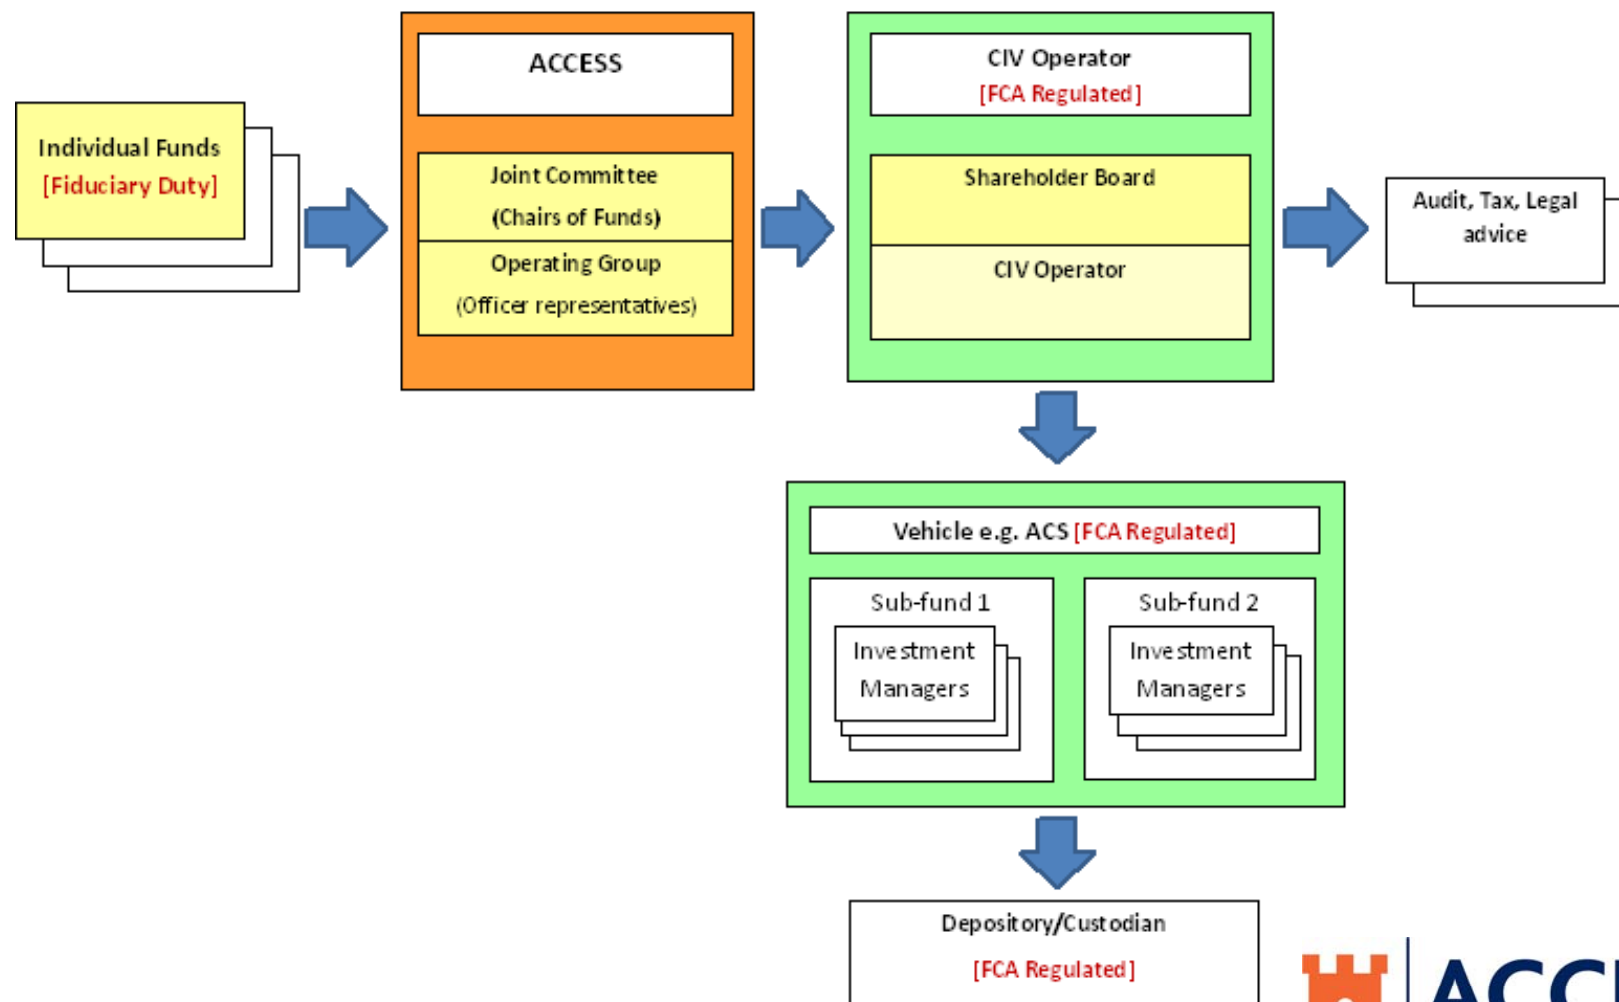 Individual Funds
[Fiduciary Duty]
ACCESS
Joint Committee
(Chairs of Funds)
Operating Group
(Officer representatives)
CIV Operator
[FCA Regulated]
Shareholder Board
CIV Operator
Audit, Tax, Legal
advice
Vehicle e.g. ACS [FCA Regulated]
Sub-fund 1
Investment
Managers
Sub-fund 2
Investment
Managers
Depository/Custodian
[FCA Regulated]